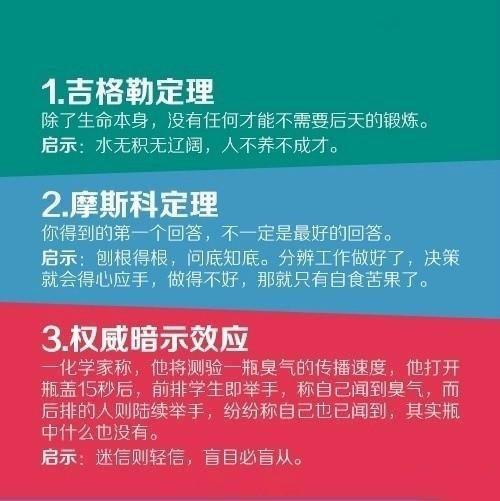 1.吉格勒定理
除了生命本身，没有任何才能不需要后天的锻炼。
启示：水无积无辽阔，人不养不成才。
2.摩斯科定理
你得到的第一个回答，不一定是最好的回答。
启示：刨根得根，问底知底。分辨工作做好了，决策
就会得心应手，做得不好，那就只有自食苦果了。
3.权威暗示效应
一化学家称，他将测验一瓶臭气的传播速度，他打开
瓶盖15秒后，前排学生即举手，称自己闻到臭气，而
后排的人则陆续举手，纷纷称自己也已闻到，其实瓶
中什么也没有。
启示：迷信则轻信，盲目必盲从。